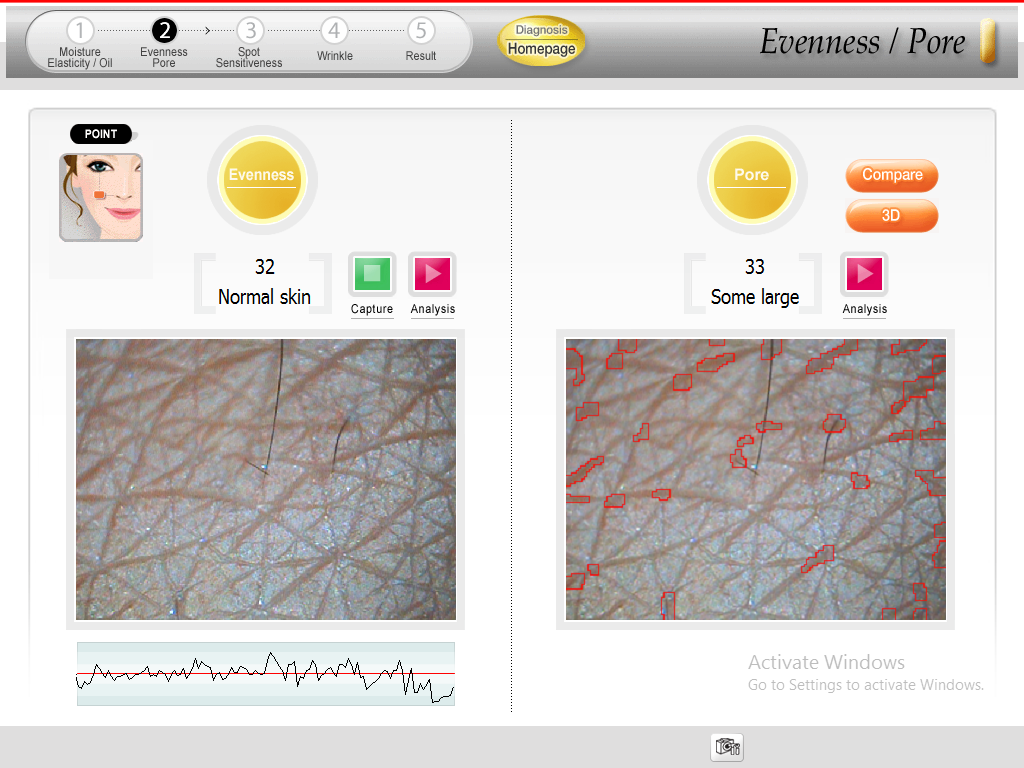 1
Moisture
Elasticity / Oil
2
Evenness
Pore
3
Spot
Sensitiveness
4
Wrinkle
5
Result
Diagnosis
Homepage
Evenness / Pore
POINT
Evenness
32
Normal skin
Capture
Analysis
Pore
Compare
3D
33
Some large
Analysis
Activate Windows
Go to Settings to activate Windows.